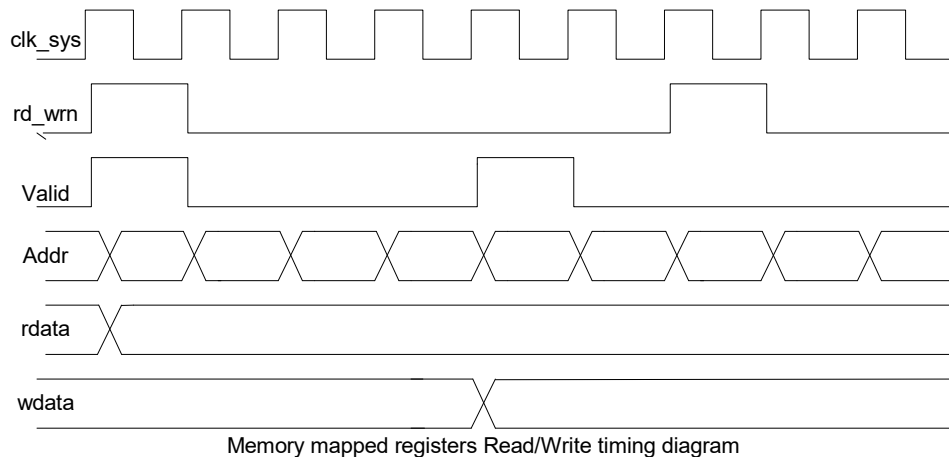 clk_sys
rd_wrn
Valid
Addr
rdata
wdata
Memory mapped registers Read/Write timing diagram